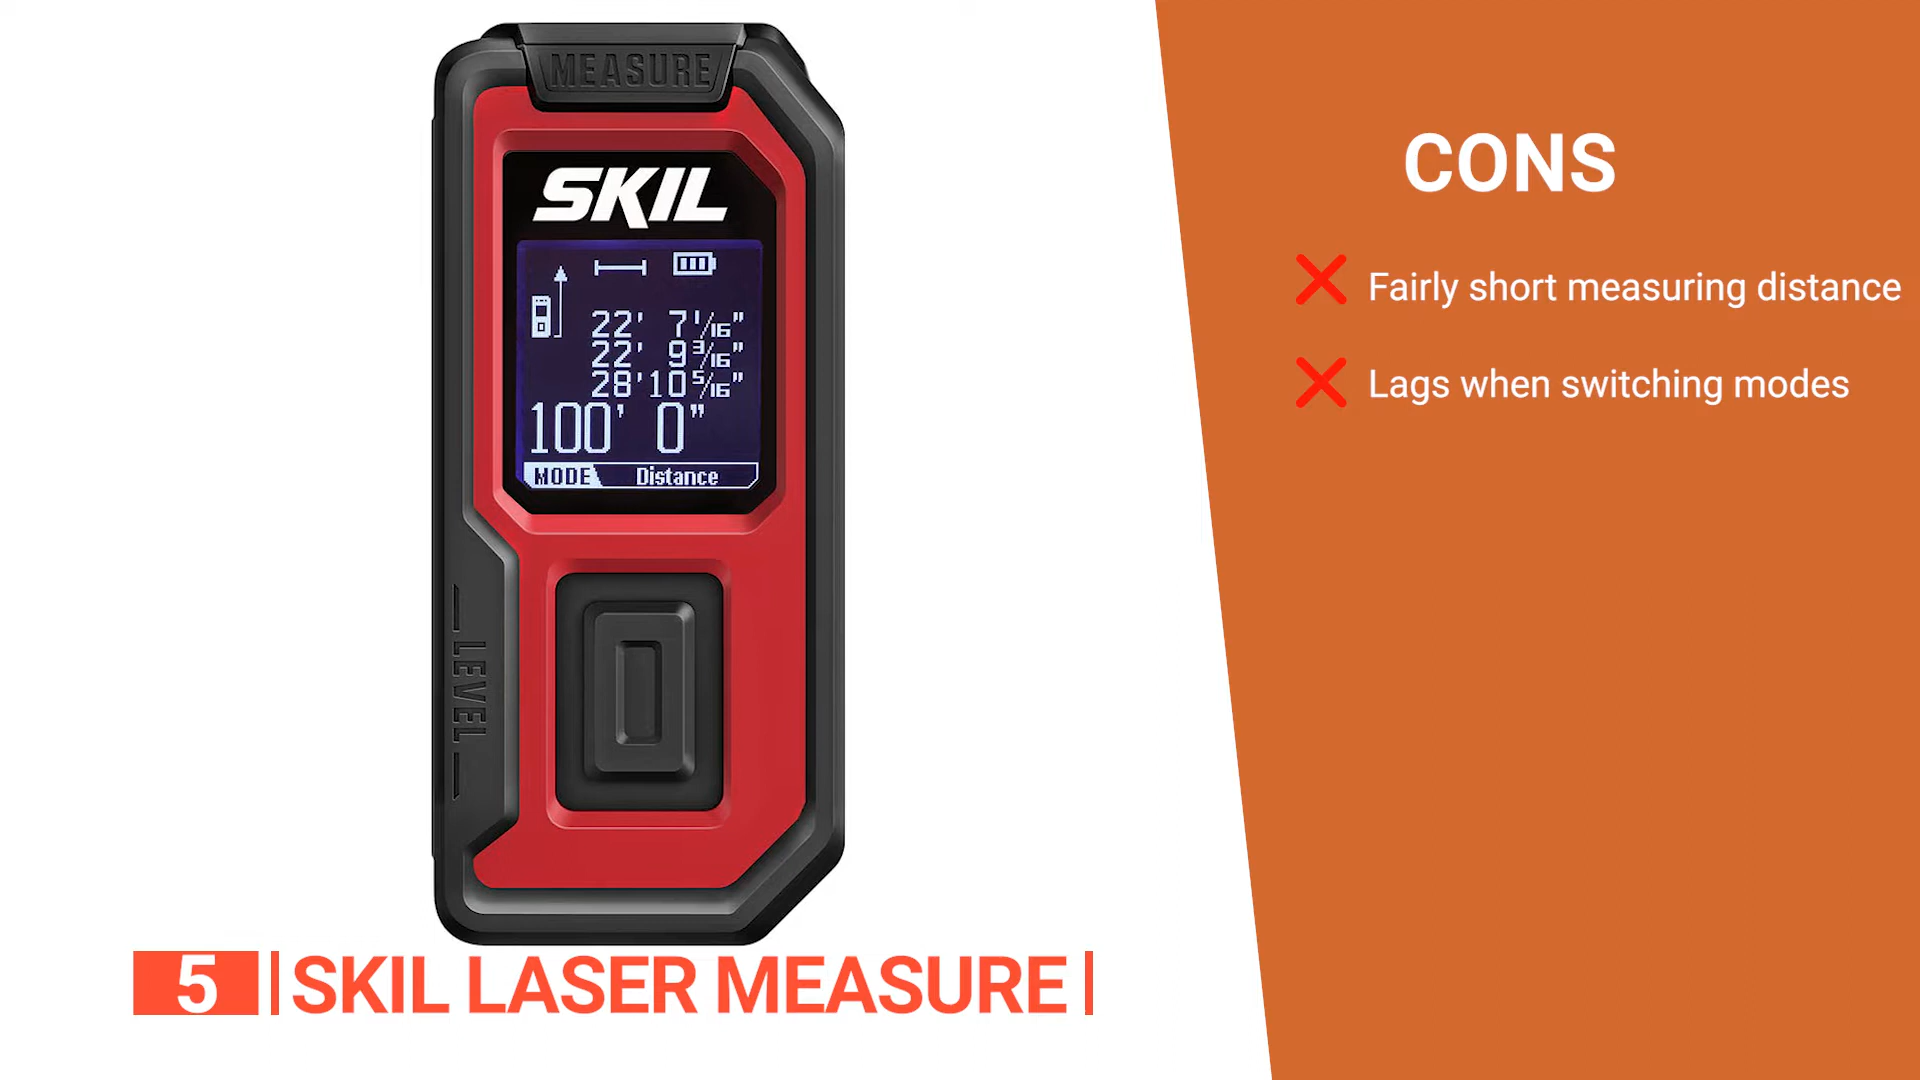 MEASURE
SKIL
22' 7 1/16"
22' 9 3/16"
28' 10 5/16"
100' 0"
MODE Distance
LEVEL
5 SKIL LASER MEASURE
CONS
Fairly short measuring distance
Lags when switching modes